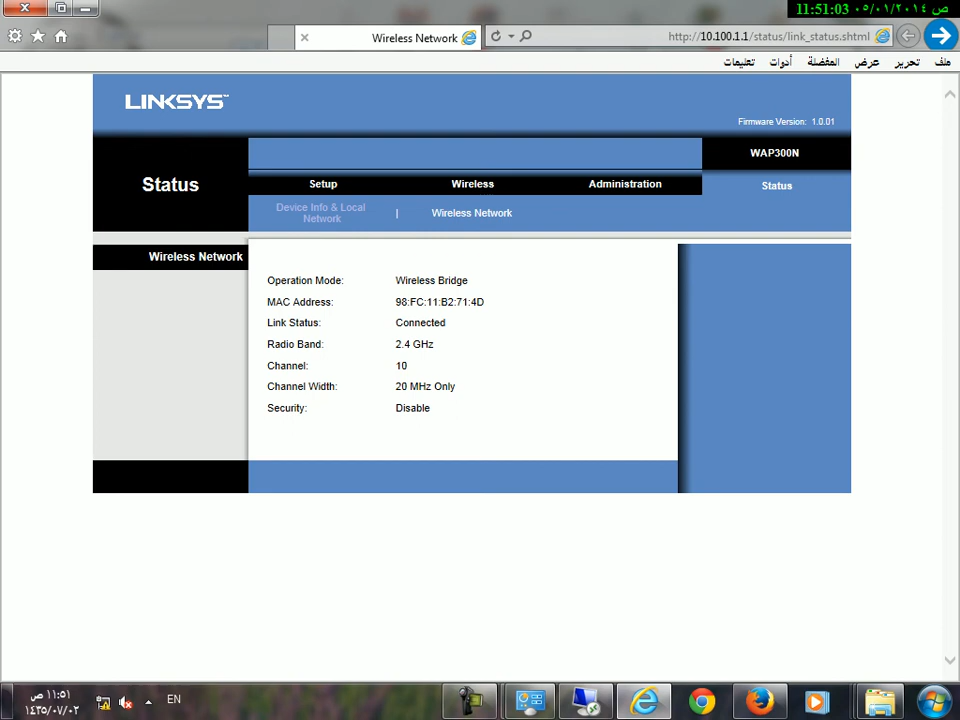 11:51:03 ص ٠٥/٠١/٢٠١٤
Wireless Network
http://10.100.1.1/status/link_status.shtml
ملف تحرير عرض المفضلة أدوات تعليمات
LINKSYS™
Firmware Version: 1.0.01
WAP300N
Status
Setup Wireless Administration Status
Device Info & Local Network | Wireless Network
Wireless Network
Operation Mode: Wireless Bridge
MAC Address: 98:FC:11:B2:71:4D
Link Status: Connected
Radio Band: 2.4 GHz
Channel: 10
Channel Width: 20 MHz Only
Security: Disable
١١:٥١ ص
١٤٣٥/٠٧/٠٢
EN